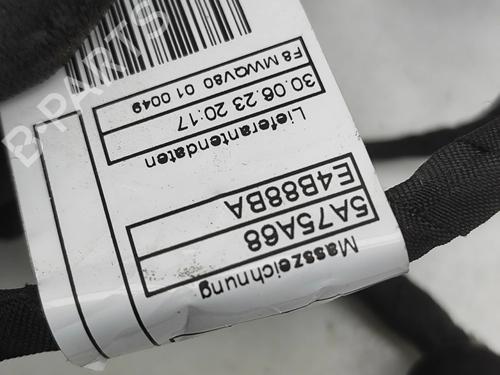 Masszeichnung
5A75A68
E4B88BA
Lieferantendaten
30.06.23 20:17
F8 MWQV80 01 0049
B-PARTS